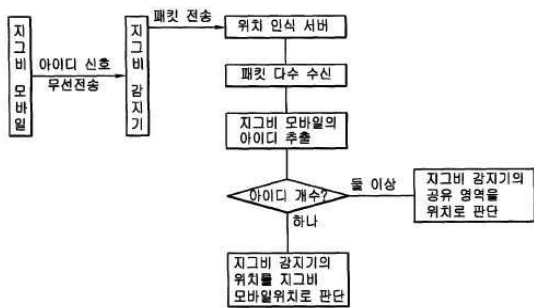 지그비 모바일
아이디 신호
무선전송
지그비 감지기
패킷 전송
위치 인식 서버
패킷 다수 수신
지그비 모바일의
아이디 추출
아이디 개수?
둘 이상
지그비 감지기의
공유 영역을
위치로 판단
하나
지그비 감지기의
위치를 지그비
모바일위치로 판단